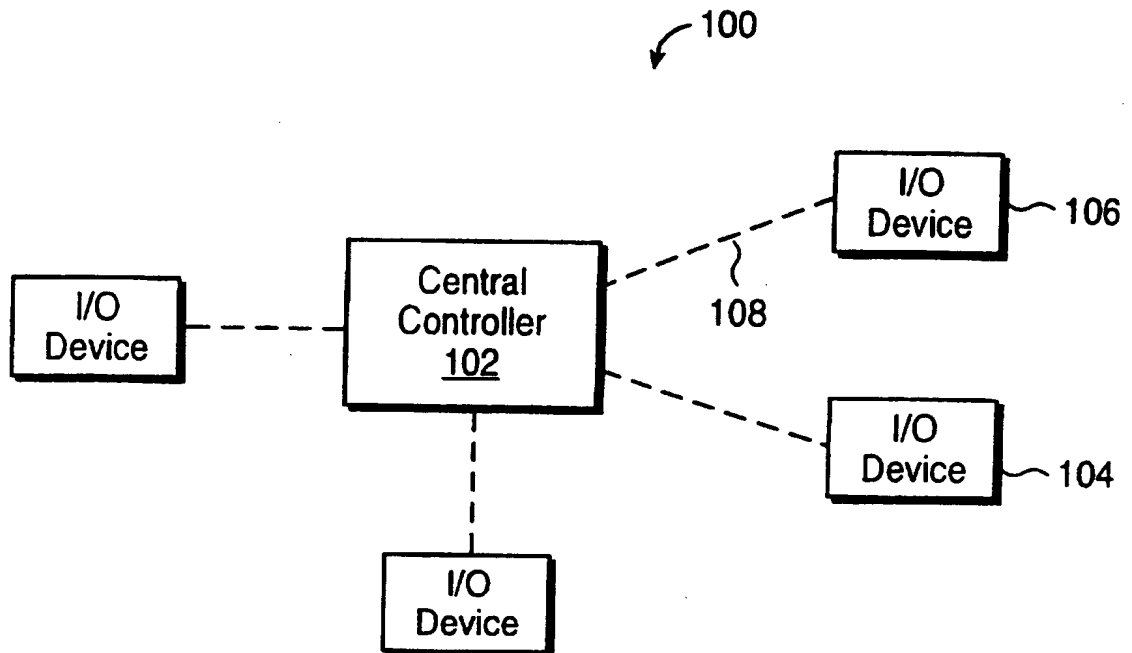 100
I/O
Device
106
Central
Controller
102
108
I/O
Device
I/O
Device
104
I/O
Device